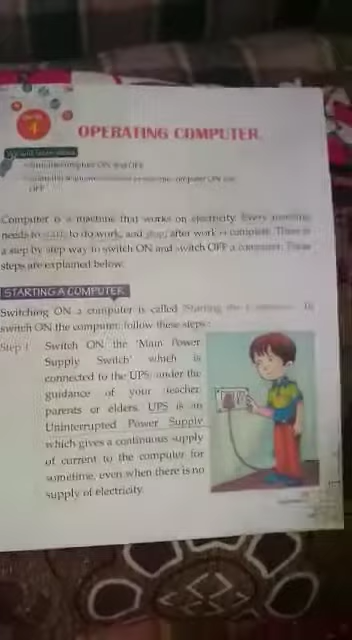 4
OPERATING COMPUTER
computer ON and OFF
computer ON and
OFF
Computer is a machine that works on electricity. Every machine
needs to start, to do work, and stop, after work is complete. There is
a step by step way to switch ON and switch OFF a computer. These
steps are explained below.
STARTING A COMPUTER
Switching ON a computer is called 'Starting the Computer'. To
switch ON the computer, follow these steps :
Step 1 Switch ON the 'Main Power
Supply Switch' which is
connected to the UPS, under the
guidance of your teacher,
parents or elders. UPS is an
Uninterrupted Power Supply
which gives a continuous supply
of current to the computer for
sometime, even when there is no
supply of electricity.